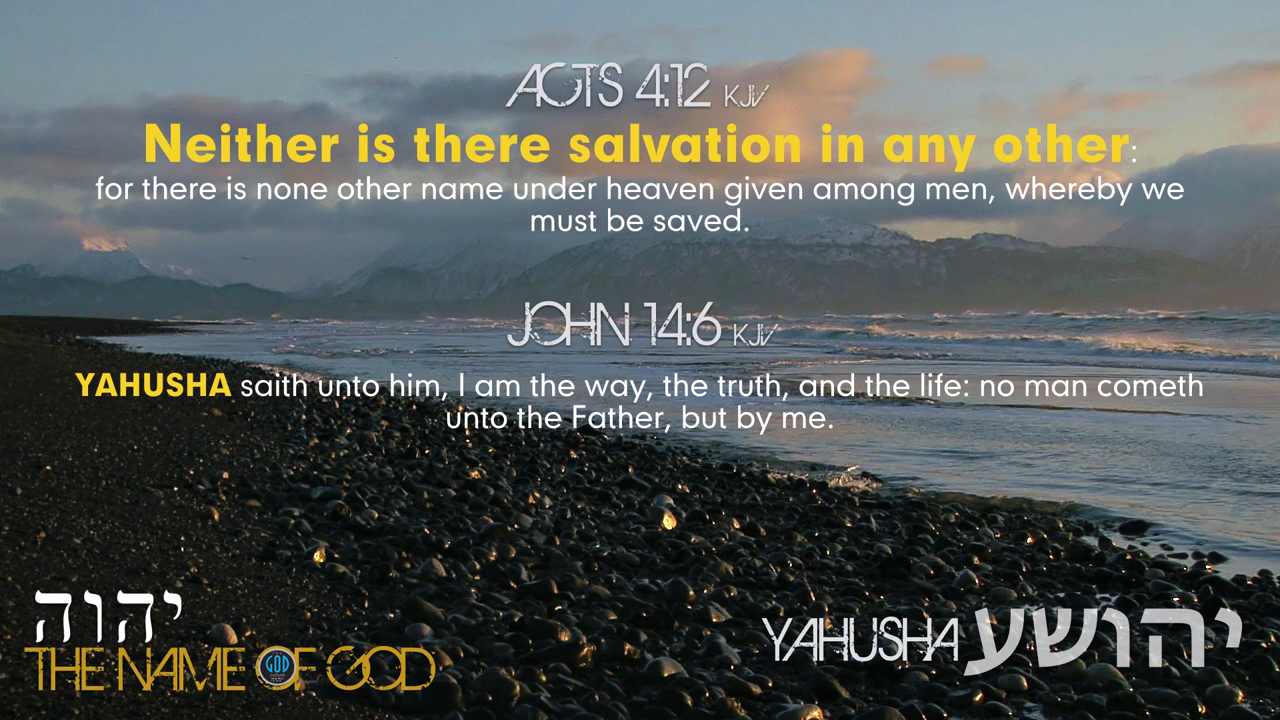 ACTS 4:12 KJV
Neither is there salvation in any other:
for there is none other name under heaven given among men, whereby we
must be saved.
JOHN 14:6 KJV
YAHUSHA saith unto him, I am the way, the truth, and the life: no man cometh
unto the Father, but by me.
יהוה
THE NAME OF GOD
GOD
יהוה
YAHUSHA יהושע